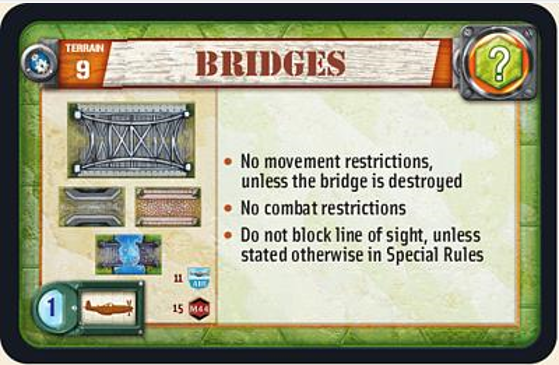 TERRAIN
9
BRIDGES
?
• No movement restrictions,
unless the bridge is destroyed
• No combat restrictions
• Do not block line of sight, unless
stated otherwise in Special Rules
11 AIR
15 M44
1